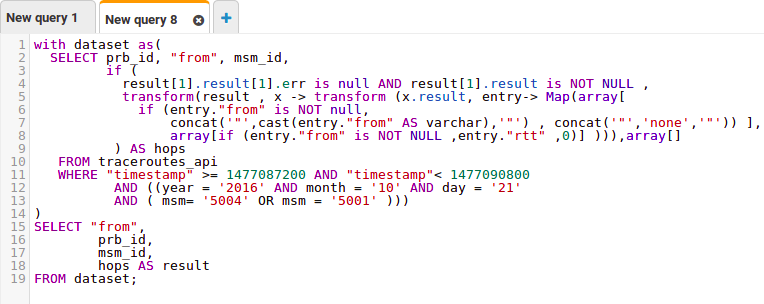 New query 1
New query 8
+
1 with dataset as(
2 SELECT prb_id, "from", msm_id,
3 if (
4 result[1].result[1].err is null AND result[1].result is NOT NULL ,
5 transform(result , x -> transform (x.result, entry-> Map(array[
6 if (entry."from" is NOT null,
7 concat('"',cast(entry."from" AS varchar),'"') , concat('"','none','"')) ],
8 array[if (entry."from" is NOT NULL ,entry."rtt" ,0)] ))),array[]
9 ) AS hops
10 FROM traceroutes_api
11 WHERE "timestamp" >= 1477087200 AND "timestamp"< 1477090800
12 AND ((year = '2016' AND month = '10' AND day = '21'
13 AND ( msm= '5004' OR msm = '5001' )))
14 )
15 SELECT "from",
16 prb_id,
17 msm_id,
18 hops AS result
19 FROM dataset;